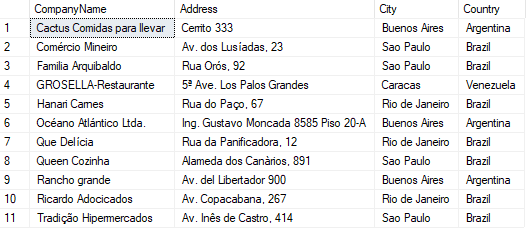 CompanyName Address City Country
1 Cactus Comidas para llevar Cerrito 333 Buenos Aires Argentina
2 Comércio Mineiro Av. dos Lusíadas, 23 Sao Paulo Brazil
3 Familia Arquibaldo Rua Orós, 92 Sao Paulo Brazil
4 GROSELLA-Restaurante 5ª Ave. Los Palos Grandes Caracas Venezuela
5 Hanari Carnes Rua do Paço, 67 Rio de Janeiro Brazil
6 Océano Atlántico Ltda. Ing. Gustavo Moncada 8585 Piso 20-A Buenos Aires Argentina
7 Que Delícia Rua da Panificadora, 12 Rio de Janeiro Brazil
8 Queen Cozinha Alameda dos Canàrios, 891 Sao Paulo Brazil
9 Rancho grande Av. del Libertador 900 Buenos Aires Argentina
10 Ricardo Adocicados Av. Copacabana, 267 Rio de Janeiro Brazil
11 Tradição Hipermercados Av. Inês de Castro, 414 Sao Paulo Brazil